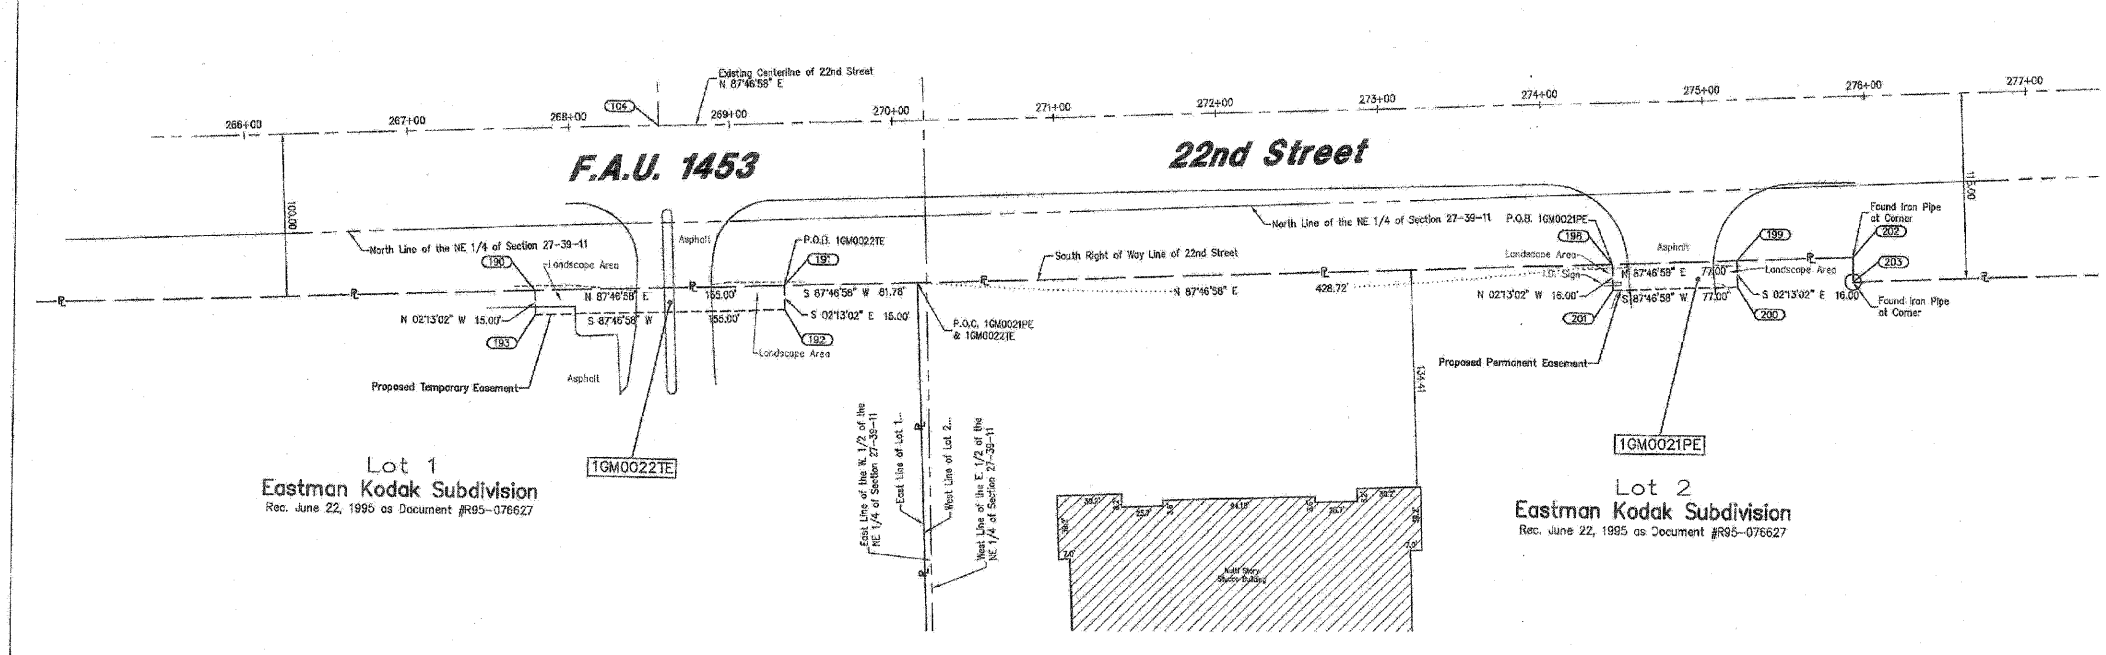 Existing Centerline of 22nd Street
N 87°46'58" E
104
266+00
267+00
268+00
269+00
270+00
271+00
272+00
273+00
274+00
275+00
276+00
277+00
F.A.U. 1453
22nd Street
100.00
115.00
North Line of the NE 1/4 of Section 27-39-11
190
Landscape Area
Asphalt
P.O.B. 1GM0022TE
191
N 87°46'58" E 155.00'
S 87°46'58" W 81.78'
N 02°13'02" W 15.00'
S 87°46'58" W 155.00'
S 02°13'02" E 15.00'
193
192
Landscape Area
Proposed Temporary Easement
Asphalt
P.O.C. 1GM0021PE
& 1GM0022TE
South Right of Way Line of 22nd Street
North Line of the NE 1/4 of Section 27-39-11
N 87°46'58" E 428.72'
P.O.B. 1GM0021PE
198
Landscape Area
I.D. Sign
Asphalt
199
N 87°46'58" E 77.00'
Landscape Area
N 02°13'02" W 16.00'
S 87°46'58" W 77.00'
S 02°13'02" E 16.00'
201
200
Found Iron Pipe
at Corner
202
203
Found Iron Pipe
at Corner
Proposed Permanent Easement
134.41
1GM0022TE
1GM0021PE
Lot 1
Eastman Kodak Subdivision
Rec. June 22, 1995 as Document #R95-076627
East Line of the W. 1/2 of the
NE 1/4 of Section 27-39-11
East Line of Lot 1...
West Line of Lot 2...
West Line of the E. 1/2 of the
NE 1/4 of Section 27-39-11
Multi Story
Building
Lot 2
Eastman Kodak Subdivision
Rec. June 22, 1995 as Document #R95-076627